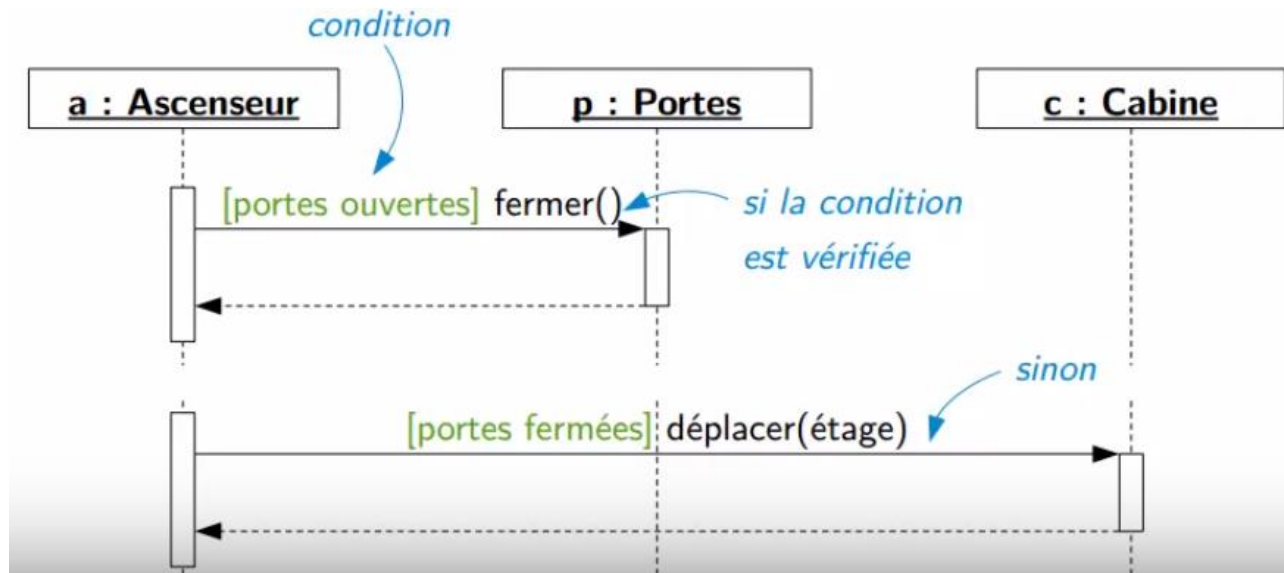 condition
a : Ascenseur
p : Portes
c : Cabine
[portes ouvertes] fermer()
si la condition
est vérifiée
sinon
[portes fermées] déplacer(étage)